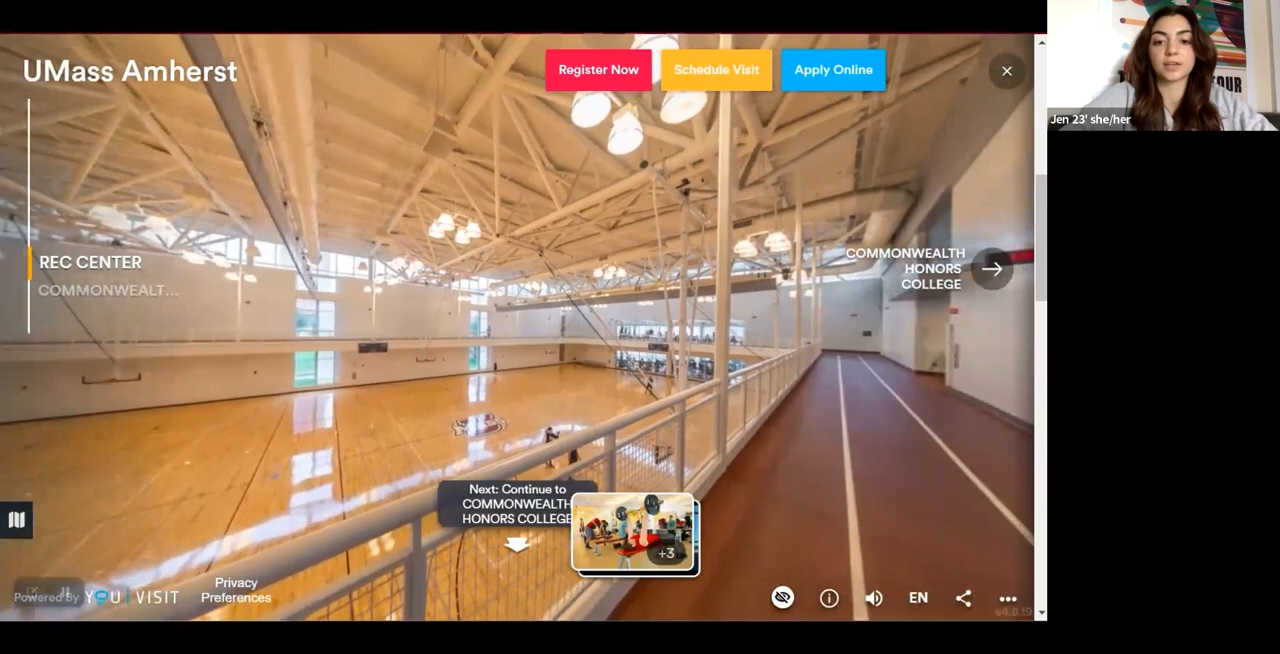 UMass Amherst
Register Now
Schedule Visit
Apply Online
Jen 23' she/her
REC CENTER
COMMONWEALT...
COMMONWEALTH
HONORS
COLLEGE
Next: Continue to
COMMONWEALTH
HONORS COLLEGE
+3
Powered By YOUVISIT
Privacy
Preferences
EN
v4.8.19